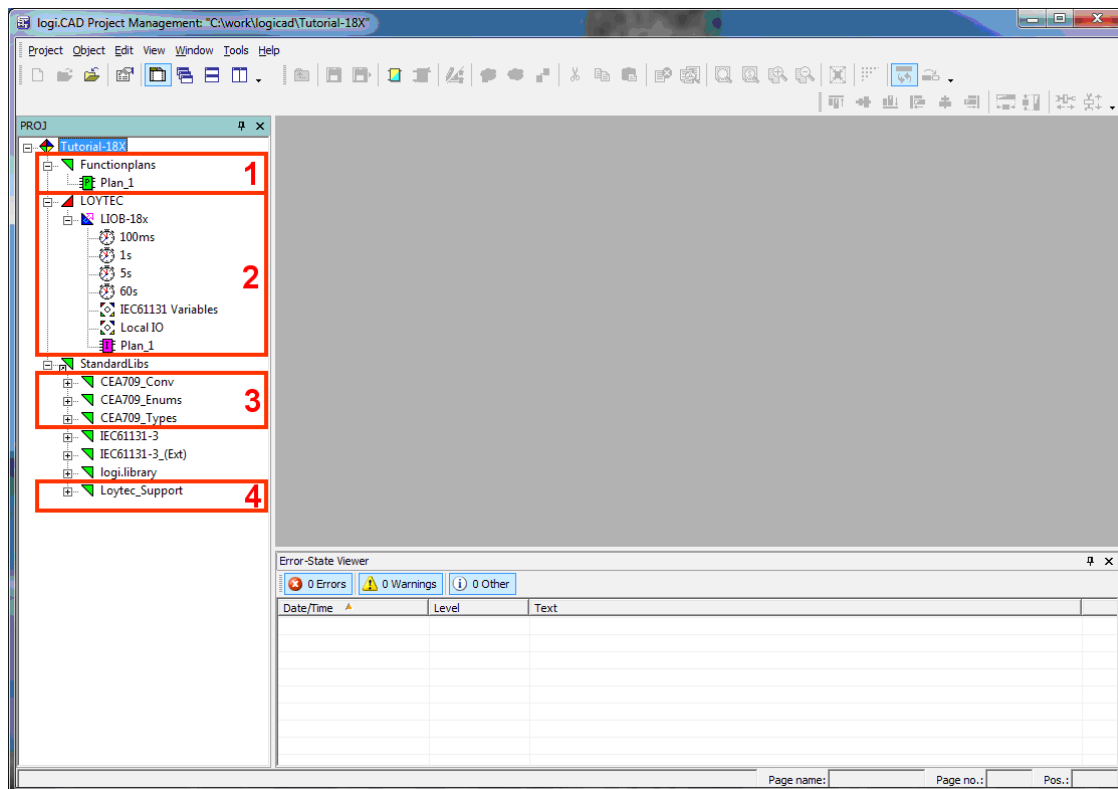 logi.CAD Project Management: "C:\work\logicad\Tutorial-18X"
Project Object Edit View Window Tools Help
PROJ
Tutorial-18X
Functionplans
Plan_1
1
LOYTEC
LIOB-18x
100ms
1s
5s
60s
2
IEC61131 Variables
Local IO
Plan_1
StandardLibs
CEA709_Conv
CEA709_Enums
3
CEA709_Types
IEC61131-3
IEC61131-3_(Ext)
logi.library
Loytec_Support
4
Error-State Viewer
0 Errors 0 Warnings 0 Other
Date/Time Level Text
Page name: Page no.: Pos.: